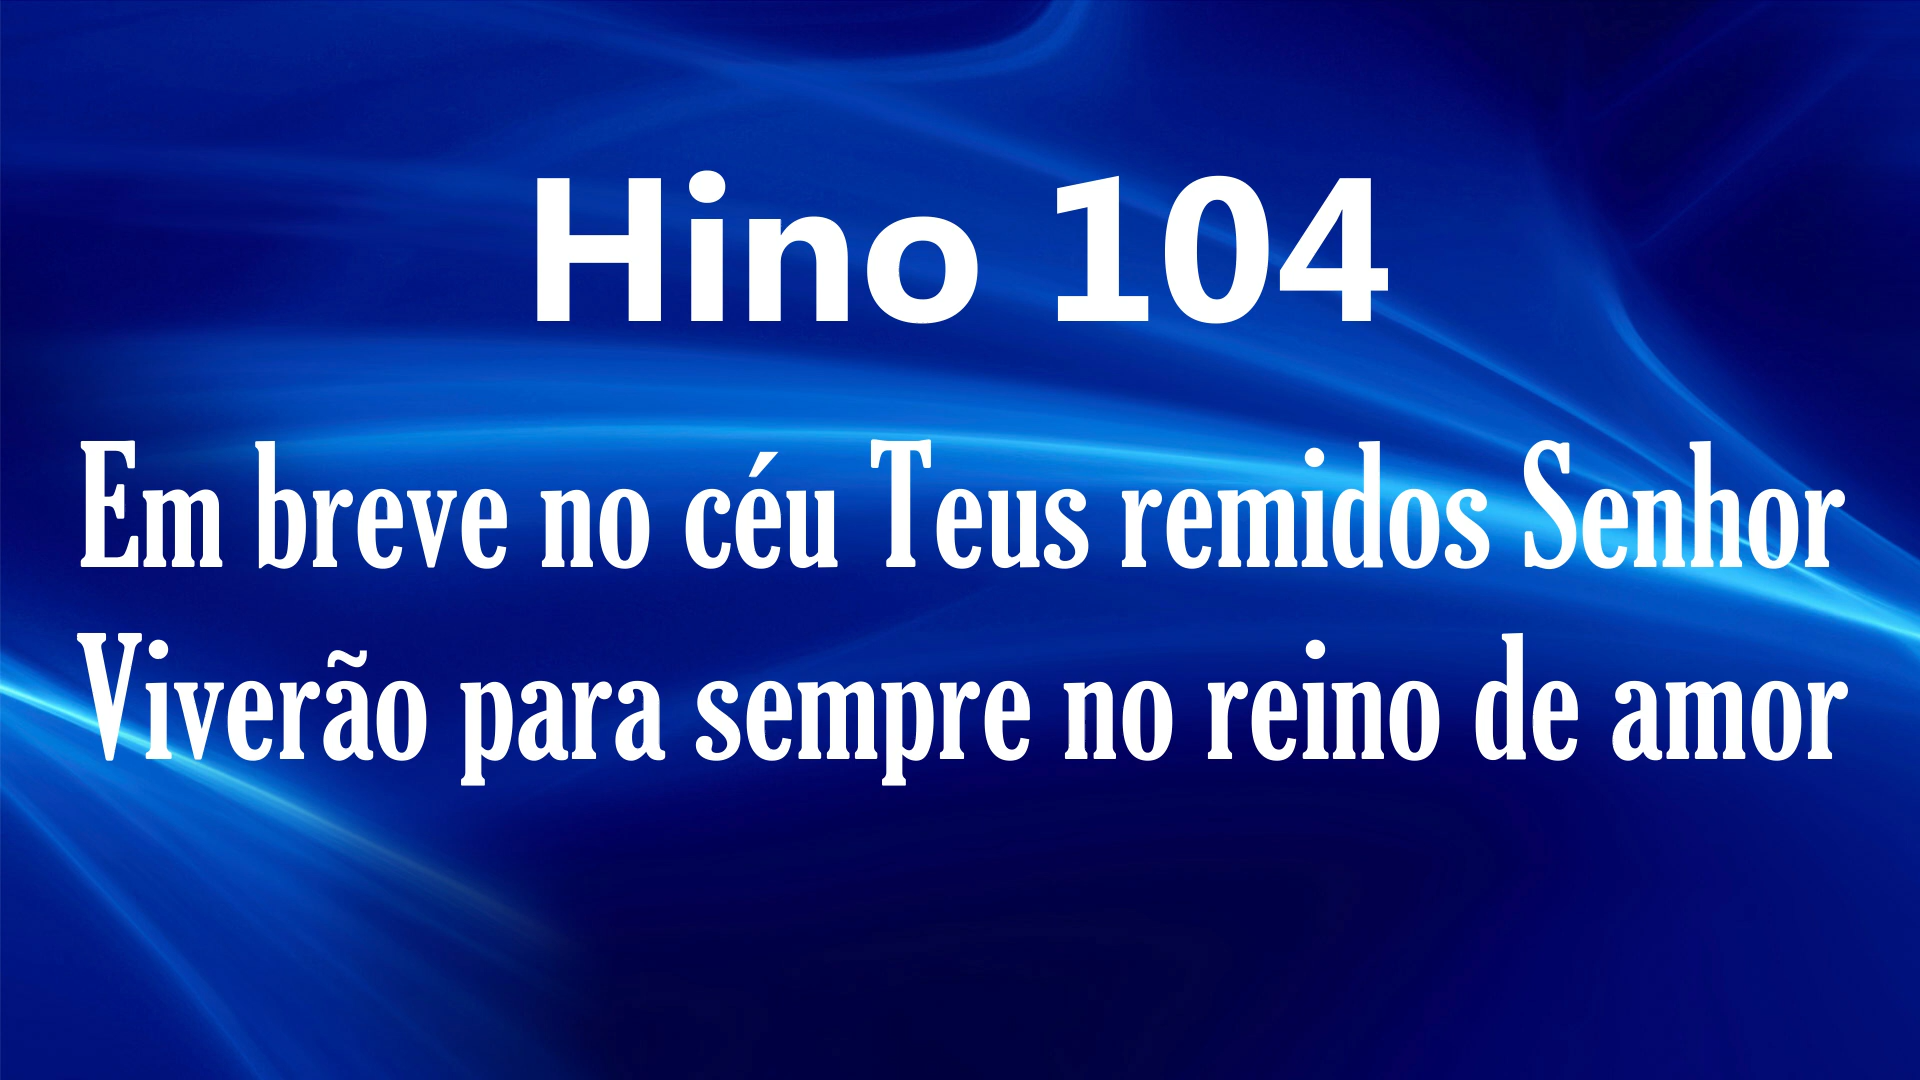 Hino 104
Em breve no céu Teus remidos Senhor
Viverão para sempre no reino de amor